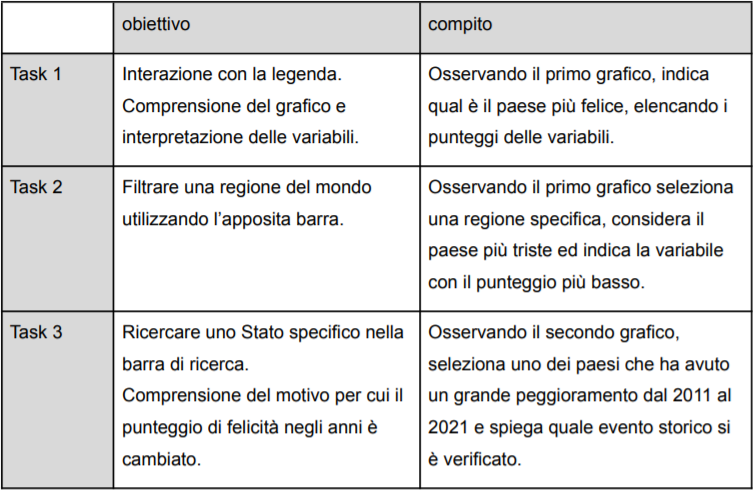 obiettivo
compito
Task 1
Interazione con la legenda.
Comprensione del grafico e
interpretazione delle variabili.
Osservando il primo grafico, indica
qual è il paese più felice, elencando i
punteggi delle variabili.
Task 2
Filtrare una regione del mondo
utilizzando l’apposita barra.
Osservando il primo grafico seleziona
una regione specifica, considera il
paese più triste ed indica la variabile
con il punteggio più basso.
Task 3
Ricercare uno Stato specifico nella
barra di ricerca.
Comprensione del motivo per cui il
punteggio di felicità negli anni è
cambiato.
Osservando il secondo grafico,
seleziona uno dei paesi che ha avuto
un grande peggioramento dal 2011 al
2021 e spiega quale evento storico si
è verificato.